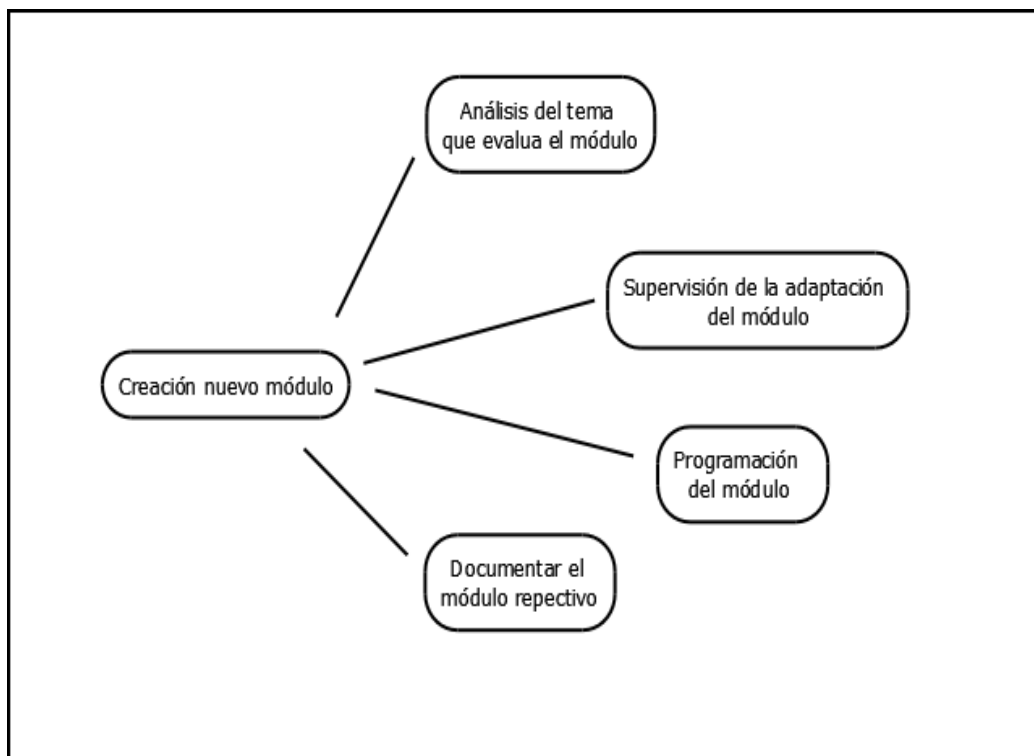 Análisis del tema
que evalua el módulo
Supervisión de la adaptación
del módulo
Creación nuevo módulo
Programación
del módulo
Documentar el
módulo repectivo